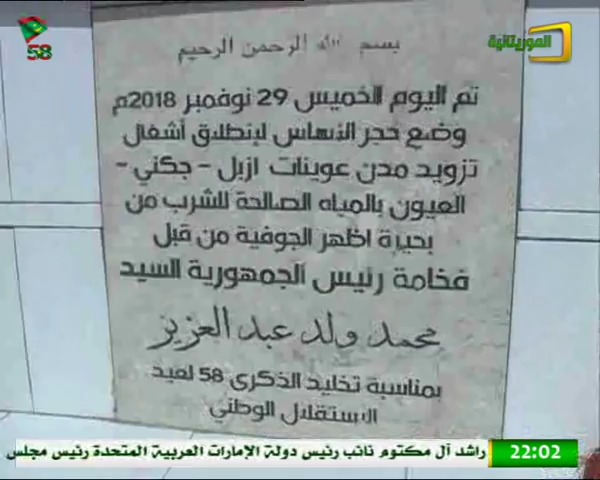 58
الموريتانية
بسم الله الرحمن الرحيم
تم اليوم الخميس 29 نوفمبر 2018م
وضع حجر الأساس لإنطلاق أشغال
تزويد مدن عوينات ازبل - جكني -
العيون بالمياه الصالحة للشرب من
بحيرة اظهر الجوفية من قبل
فخامة رئيس الجمهورية السيد
محمد ولد عبد العزيز
بمناسبة تخليد الذكرى 58 لعيد
الاستقلال الوطني
راشد آل مكتوم نائب رئيس دولة الإمارات العربية المتحدة رئيس مجلس
22:02